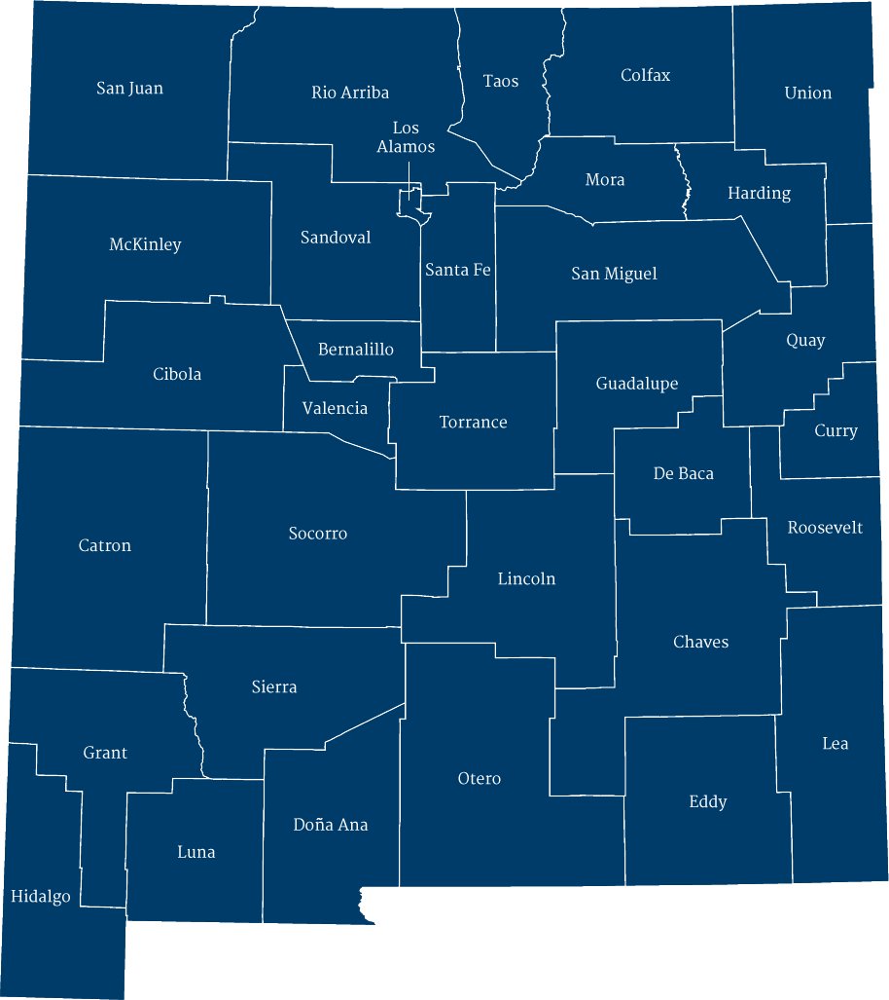 San Juan
Rio Arriba
Taos
Colfax
Union
Los
Alamos
Mora
Harding
McKinley
Sandoval
Santa Fe
San Miguel
Quay
Bernalillo
Cibola
Guadalupe
Valencia
Torrance
Curry
De Baca
Roosevelt
Socorro
Catron
Lincoln
Chaves
Sierra
Lea
Grant
Otero
Eddy
Doña Ana
Luna
Hidalgo